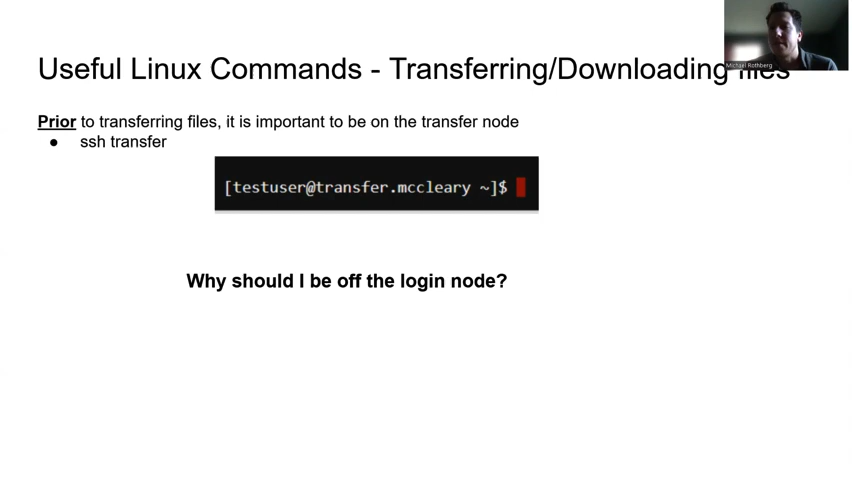 Michael Rothberg
Useful Linux Commands - Transferring/Downloading files
Prior to transferring files, it is important to be on the transfer node
● ssh transfer
[testuser@transfer.mccleary ~]$
Why should I be off the login node?